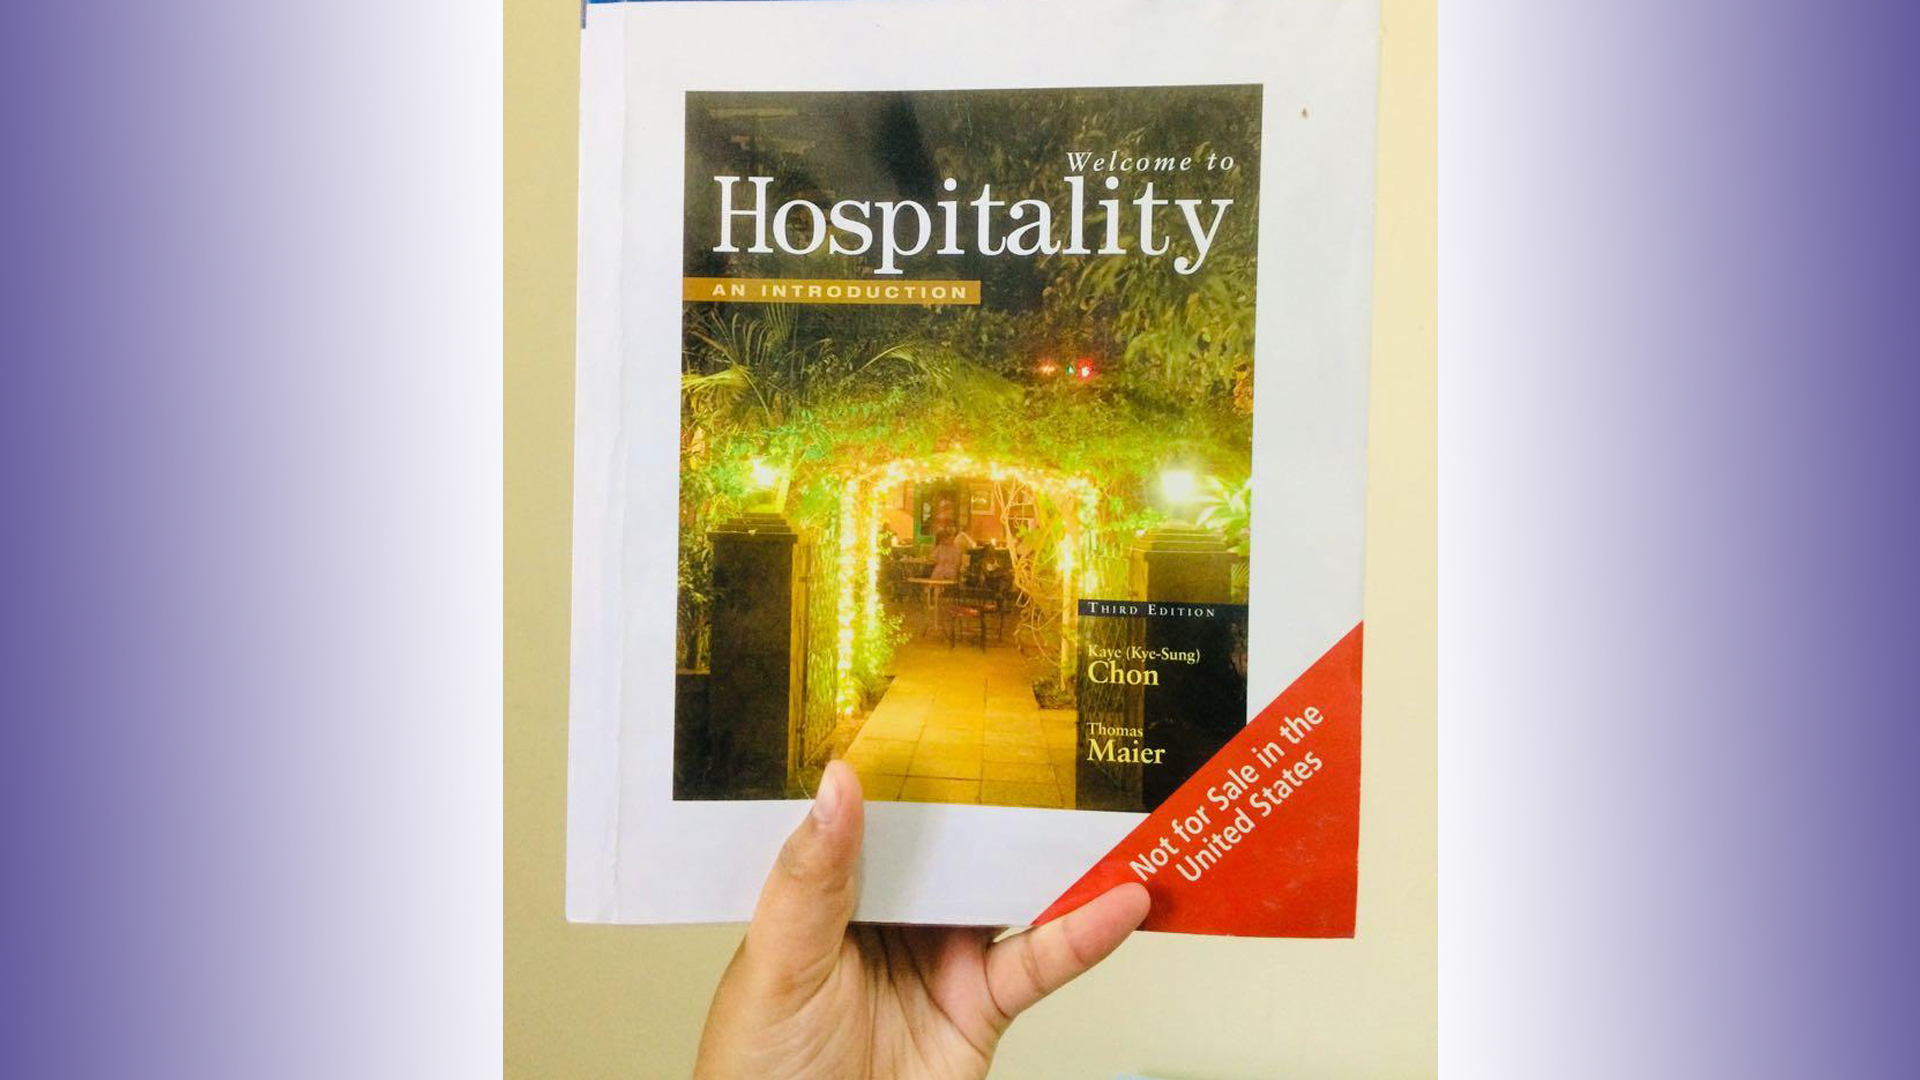 Welcome to
Hospitality
AN INTRODUCTION
THIRD EDITION
Kaye (Kye-Sung)
Chon
Thomas
Maier
Not for Sale in the
United States